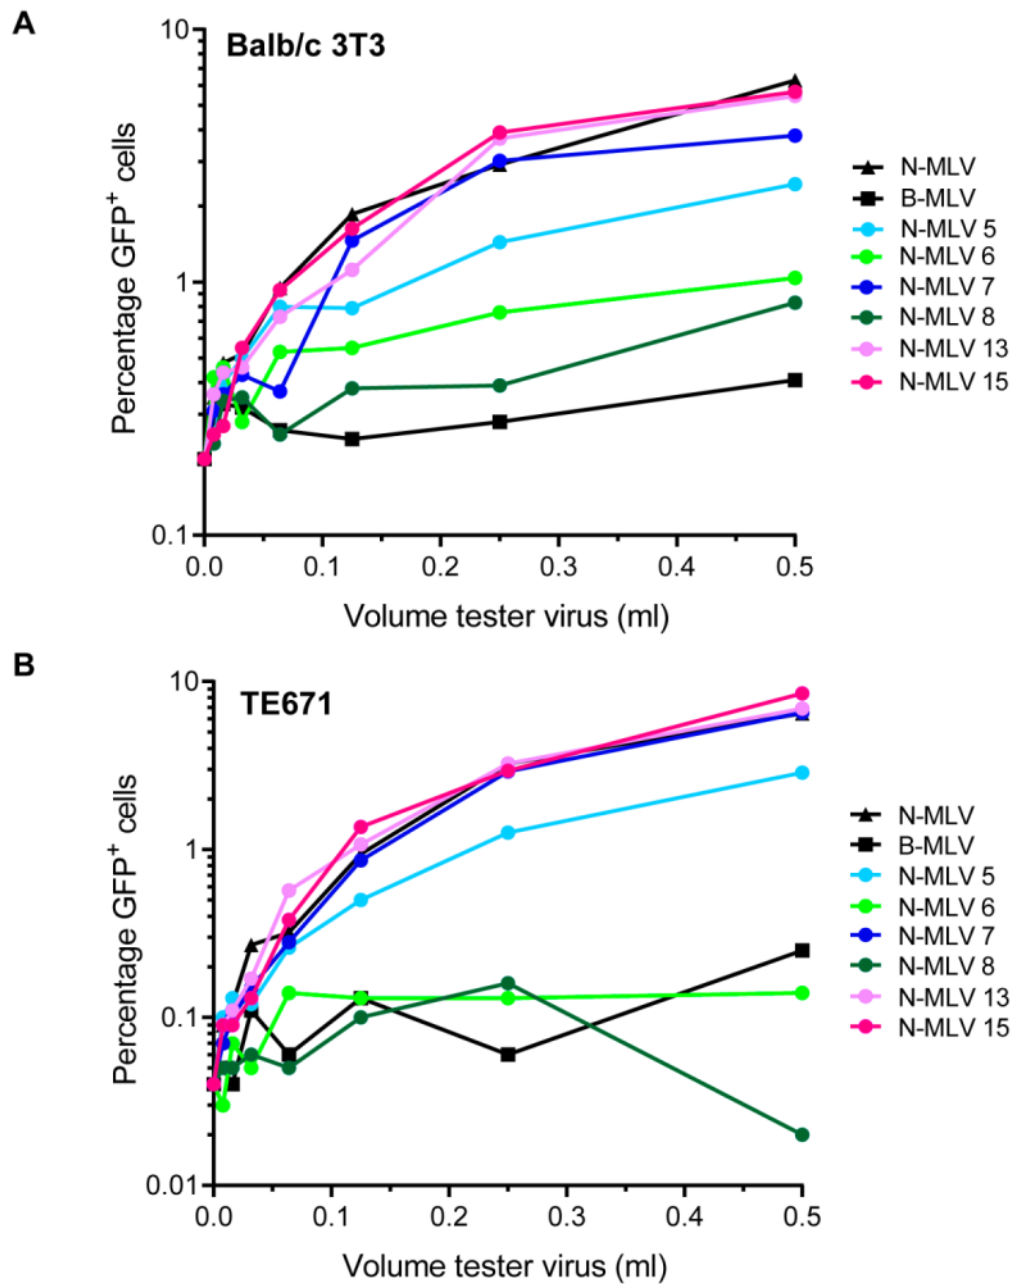 A
Balb/c 3T3
Percentage GFP+ cells
10
1
0.1
0.0 0.1 0.2 0.3 0.4 0.5
Volume tester virus (ml)
N-MLV
B-MLV
N-MLV 5
N-MLV 6
N-MLV 7
N-MLV 8
N-MLV 13
N-MLV 15
B
TE671
Percentage GFP+ cells
10
1
0.1
0.01
0.0 0.1 0.2 0.3 0.4 0.5
Volume tester virus (ml)
N-MLV
B-MLV
N-MLV 5
N-MLV 6
N-MLV 7
N-MLV 8
N-MLV 13
N-MLV 15